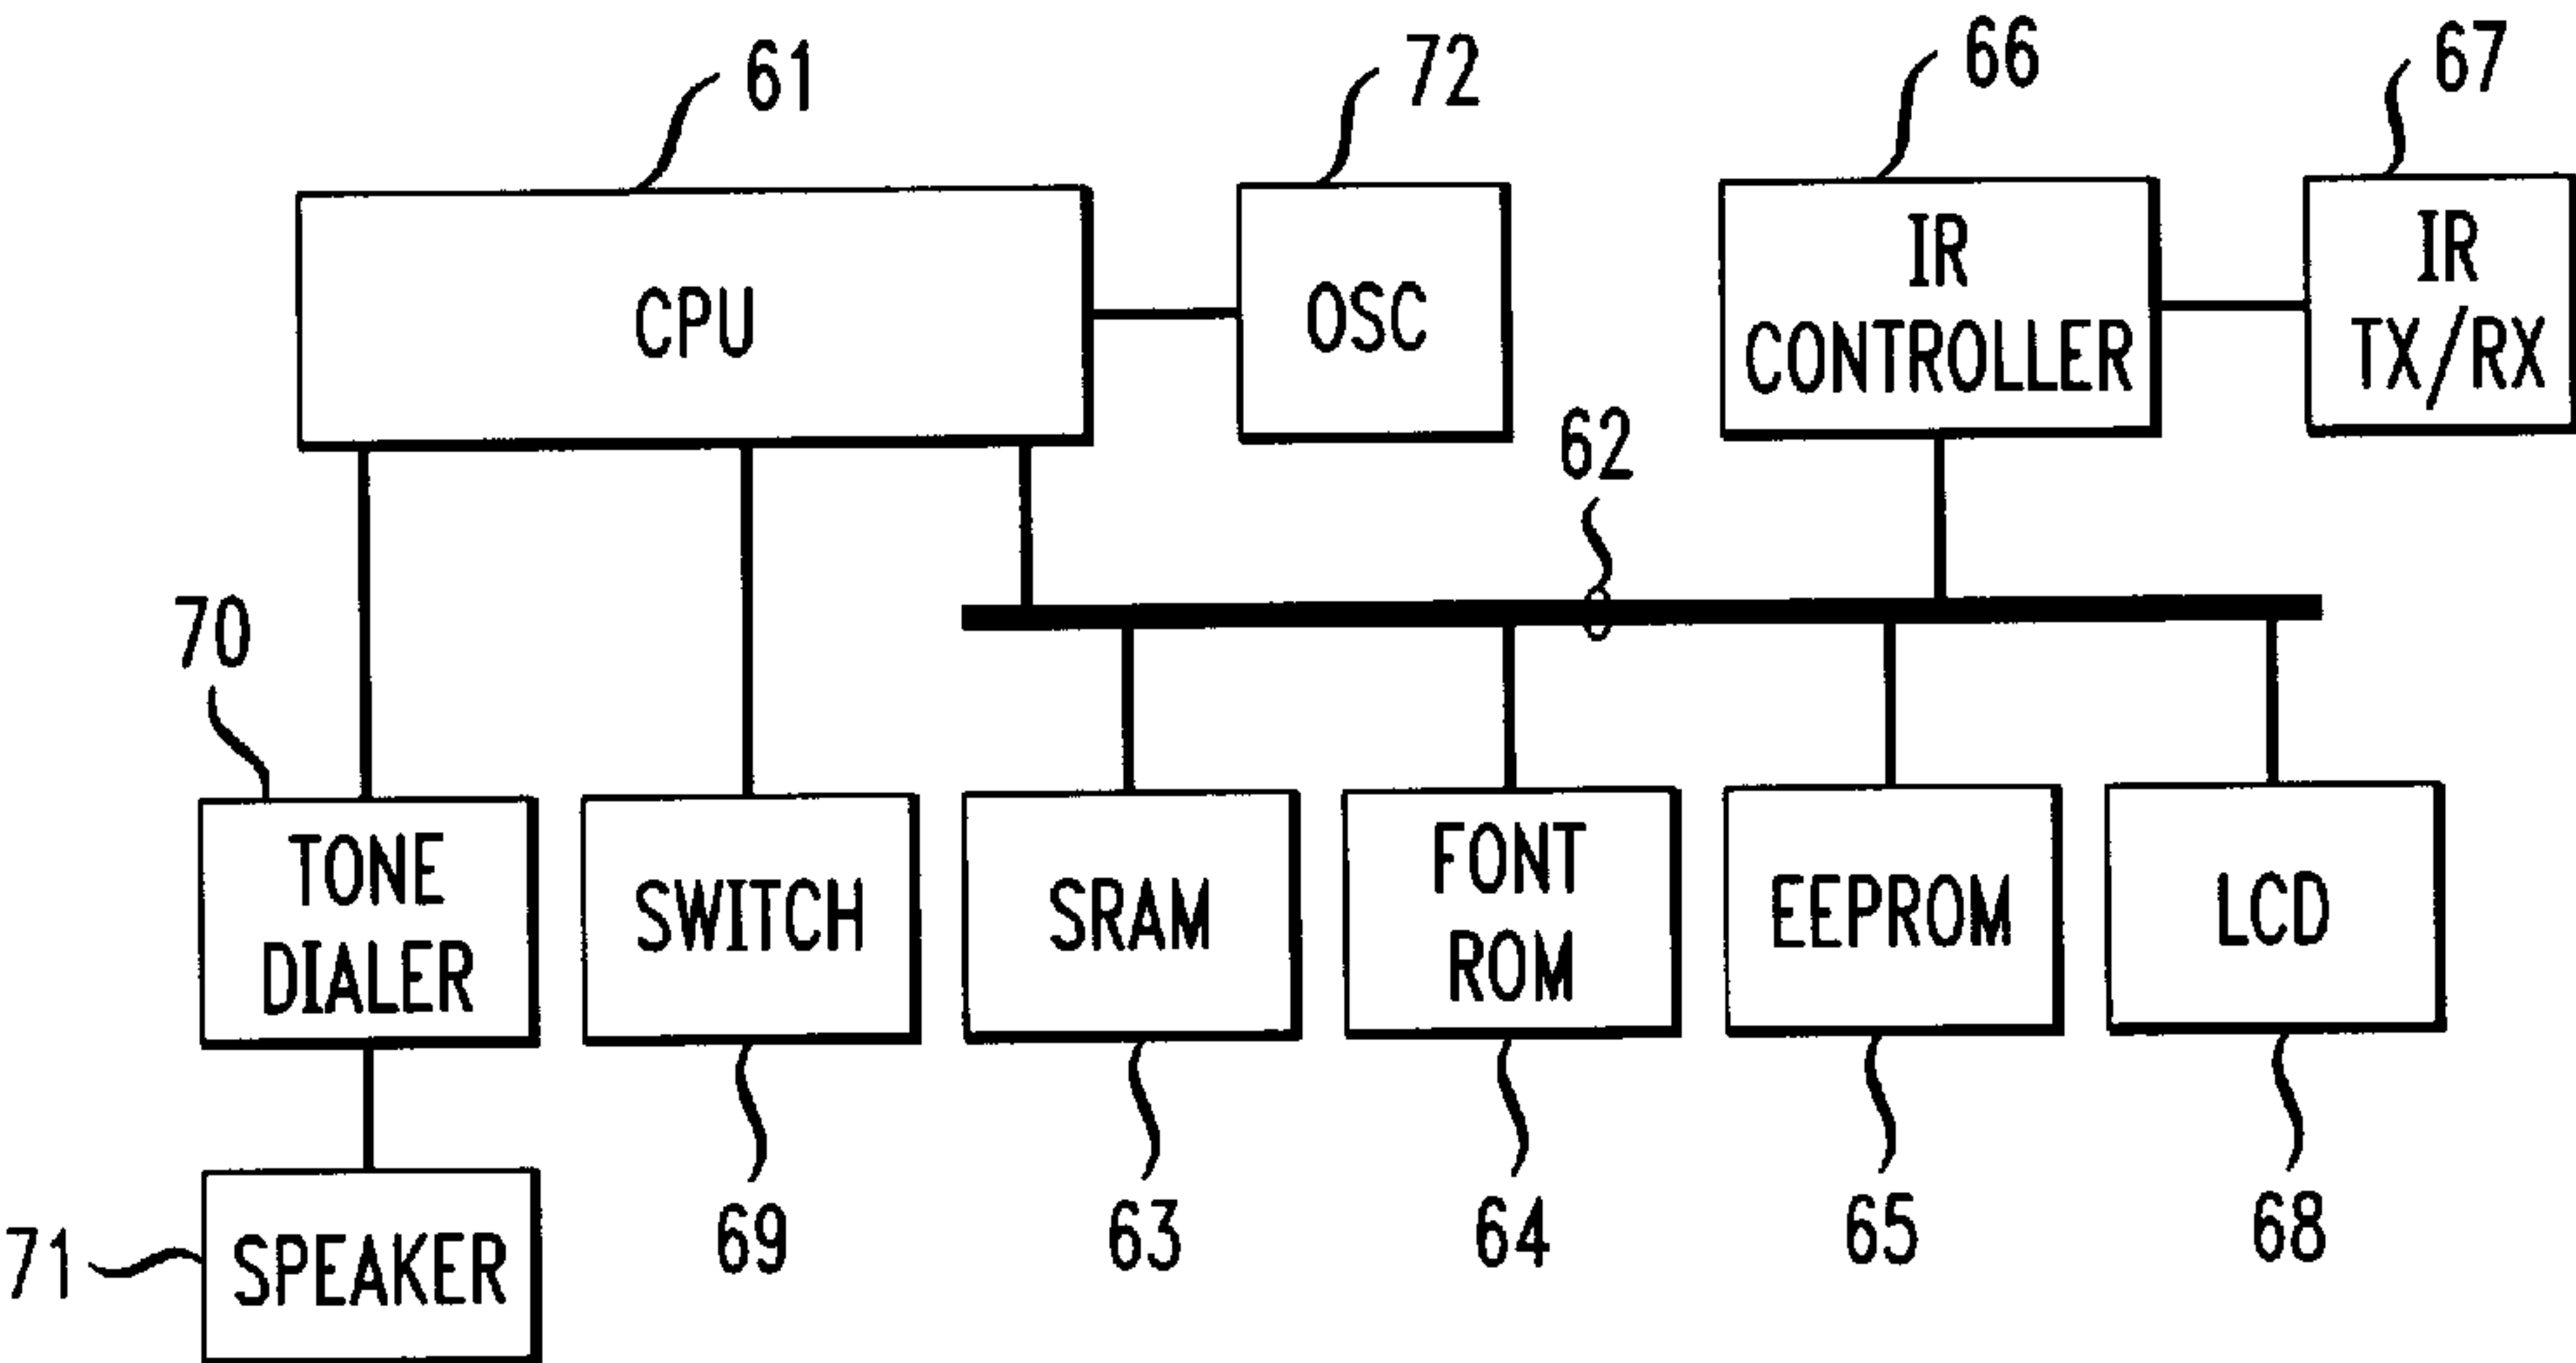 61
72
66
67
CPU
OSC
IR
CONTROLLER
IR
TX/RX
62
70
TONE
DIALER
SWITCH
SRAM
FONT
ROM
EEPROM
LCD
71
SPEAKER
69
63
64
65
68